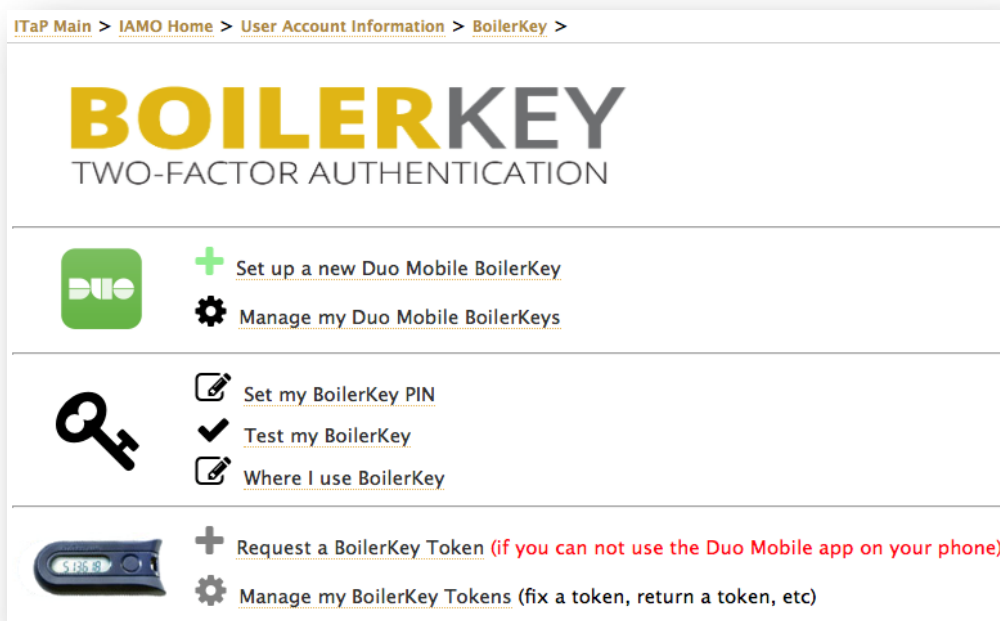 ITaP Main > IAMO Home > User Account Information > BoilerKey >
BOILERKEY
TWO-FACTOR AUTHENTICATION
DUO
Set up a new Duo Mobile BoilerKey
Manage my Duo Mobile BoilerKeys
Set my BoilerKey PIN
Test my BoilerKey
Where I use BoilerKey
513618
Request a BoilerKey Token (if you can not use the Duo Mobile app on your phone)
Manage my BoilerKey Tokens (fix a token, return a token, etc)